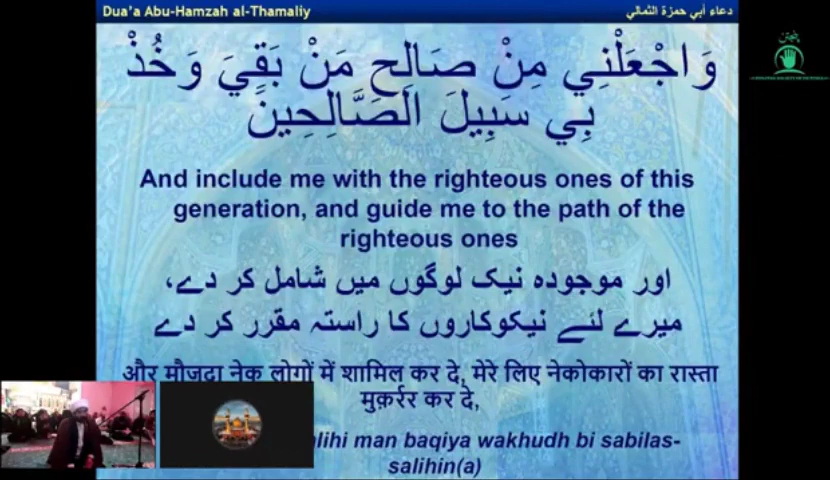 Dua'a Abu-Hamzah al-Thamaliy
دعاء أبي حمزة الثمالي
وَاجْعَلْنِي مِنْ صَالِحِ مَنْ بَقِيَ وَخُذْ
بِي سَبِيلَ الصَّالِحِينَ
And include me with the righteous ones of this
generation, and guide me to the path of the
righteous ones
اور موجودہ نیک لوگوں میں شامل کر دے،
میرے لئے نیکوکاروں کا راستہ مقرر کر دے
और मौजूदा नेक लोगों में शामिल कर दे, मेरे लिए नेकोकारों का रास्ता
मुक़र्रर कर दे,
man baqiya wakhudh bi sabilas-
salihin(a)